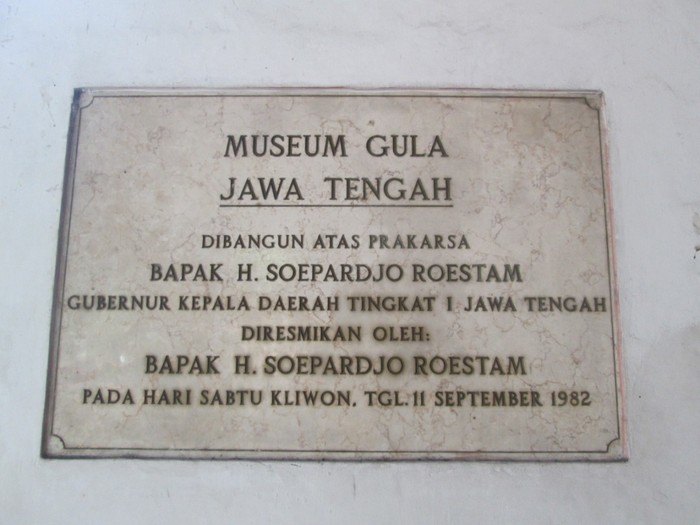 MUSEUM GULA
JAWA TENGAH
DIBANGUN ATAS PRAKARSA
BAPAK H. SOEPARDJO ROESTAM
GUBERNUR KEPALA DAERAH TINGKAT I JAWA TENGAH
DIRESMIKAN OLEH:
BAPAK H. SOEPARDJO ROESTAM
PADA HARI SABTU KLIWON, TGL. 11 SEPTEMBER 1982